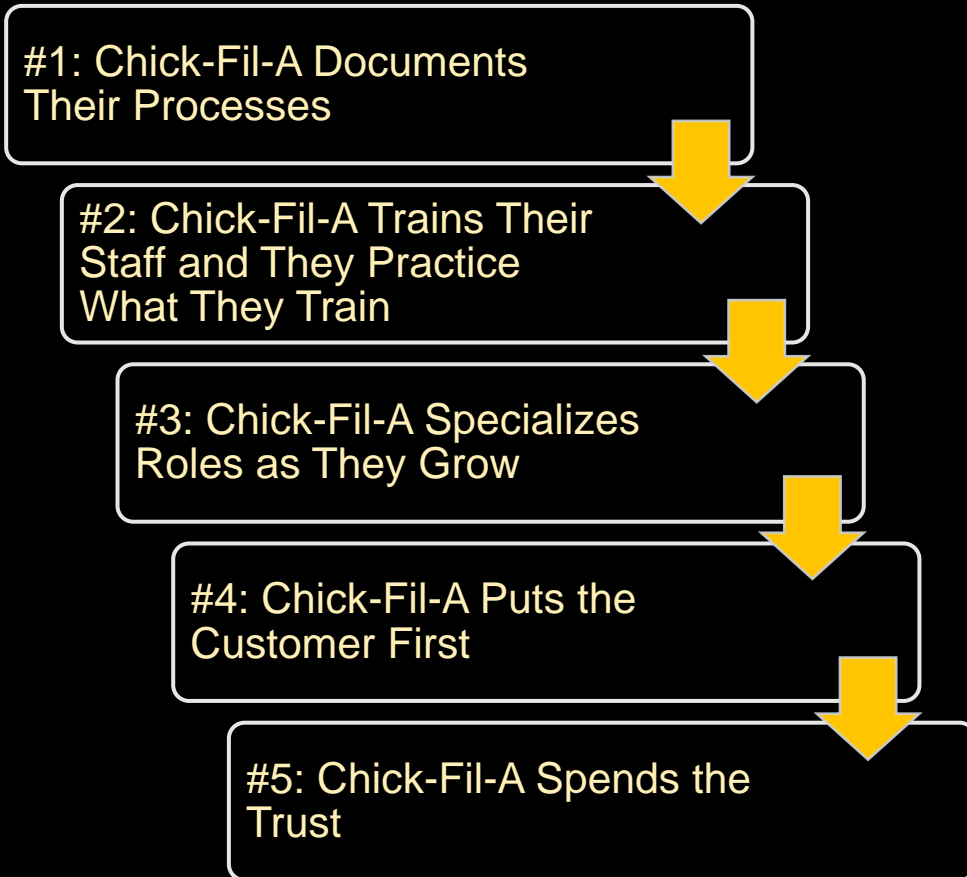 #1: Chick-Fil-A Documents
Their Processes
#2: Chick-Fil-A Trains Their
Staff and They Practice
What They Train
#3: Chick-Fil-A Specializes
Roles as They Grow
#4: Chick-Fil-A Puts the
Customer First
#5: Chick-Fil-A Spends the
Trust